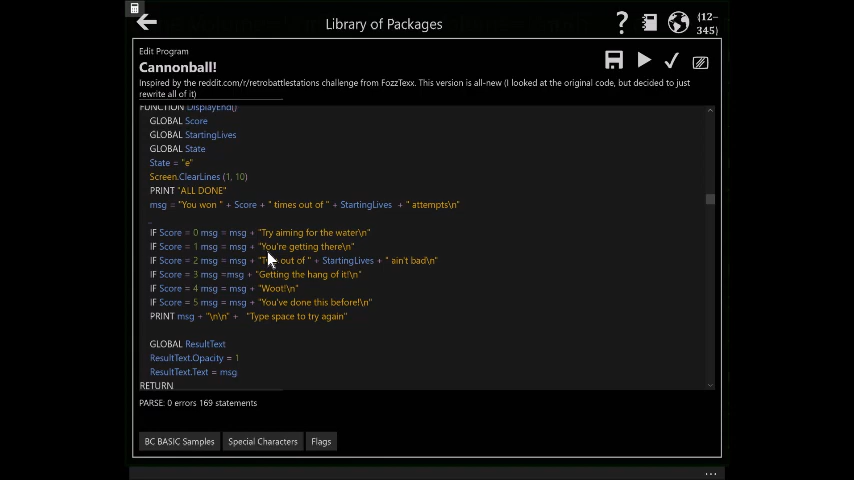 Library of Packages
(12-
345)
Edit Program
Cannonball!
Inspired by the reddit.com/r/retrobattlestations challenge from FozzTexx. This version is all-new (I looked at the original code, but decided to just
rewrite all of it)
FUNCTION DisplayEnd()
GLOBAL Score
GLOBAL StartingLives
GLOBAL State
State = "e"
Screen.ClearLines (1, 10)
PRINT "ALL DONE"
msg = "You won " + Score + " times out of " + StartingLives + " attempts\n"
_
IF Score = 0 msg = msg + "Try aiming for the water\n"
IF Score = 1 msg = msg + "You're getting there\n"
IF Score = 2 msg = msg + out of " + StartingLives + " ain't bad\n"
IF Score = 3 msg =msg + "Getting the hang of it!\n"
IF Score = 4 msg = msg + "Woot!\n"
IF Score = 5 msg = msg + "You've done this before!\n"
PRINT msg + "\n\n" + "Type space to try again"
GLOBAL ResultText
ResultText.Opacity = 1
ResultText.Text = msg
RETURN
PARSE: 0 errors 169 statements
BC BASIC Samples
Special Characters
Flags